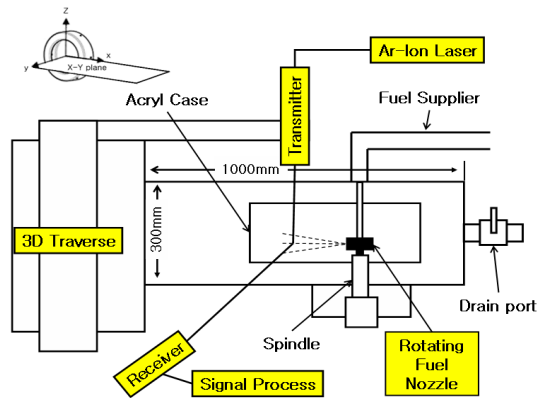 Z
x
y
X-Y plane
Ar-Ion Laser
Transmitter
Acryl Case
Fuel Supplier
1000mm
300mm
3D Traverse
Drain port
Spindle
Rotating
Fuel
Nozzle
Receiver
Signal Process